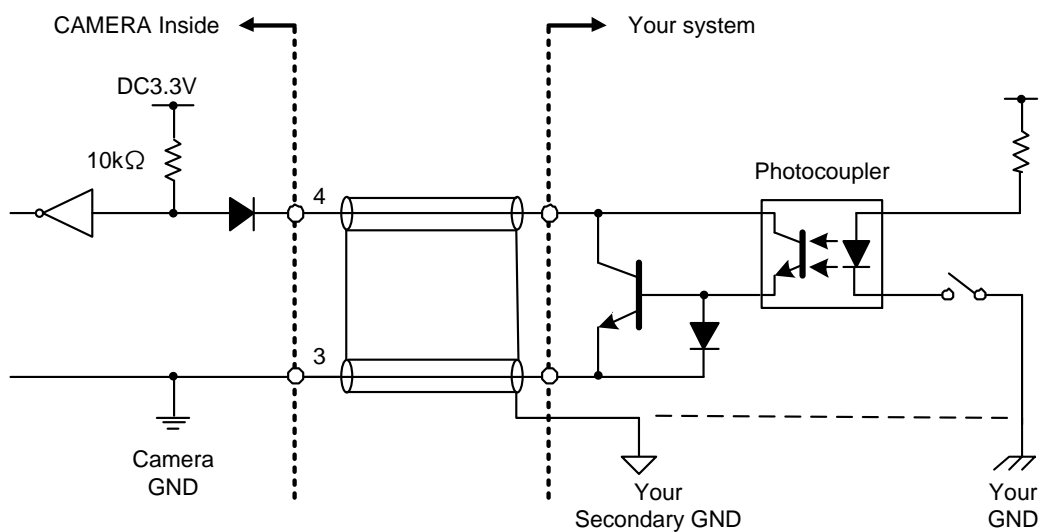 CAMERA Inside
Your system
DC3.3V
10kΩ
Photocoupler
4
3
Camera
GND
Your
Secondary GND
Your
GND